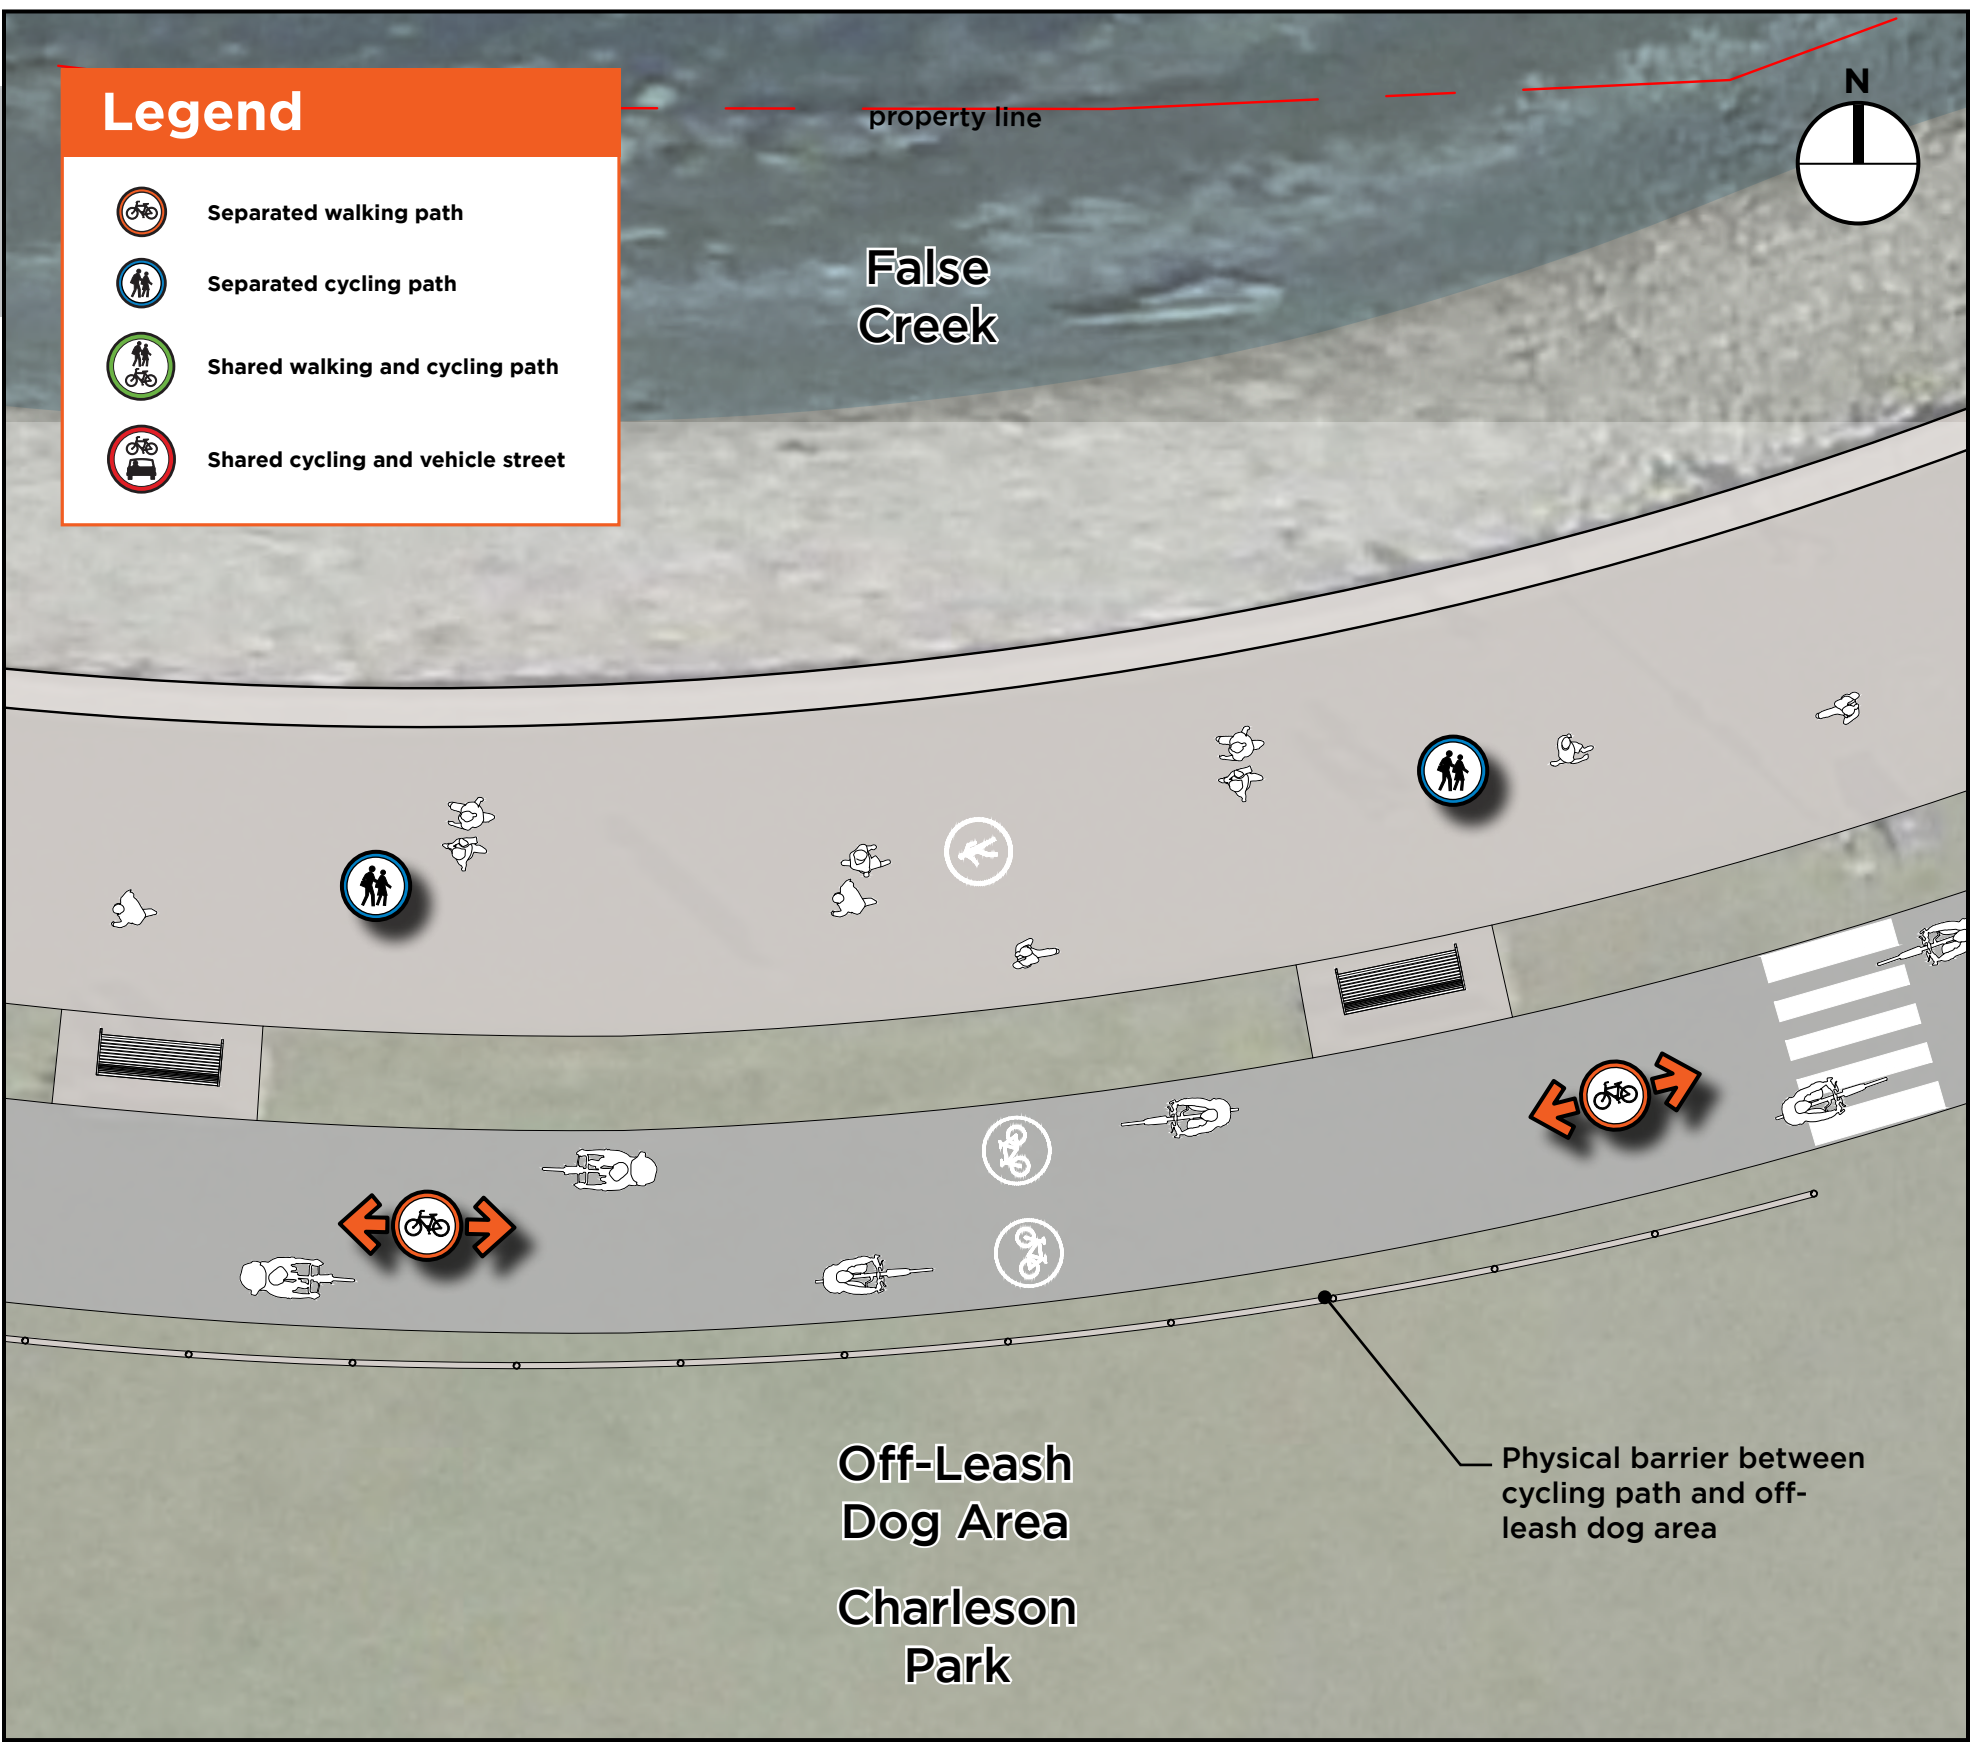 Legend
Separated walking path
Separated cycling path
Shared walking and cycling path
Shared cycling and vehicle street
property line
N
False
Creek
Off-Leash
Dog Area
Charleson
Park
Physical barrier between
cycling path and off-
leash dog area